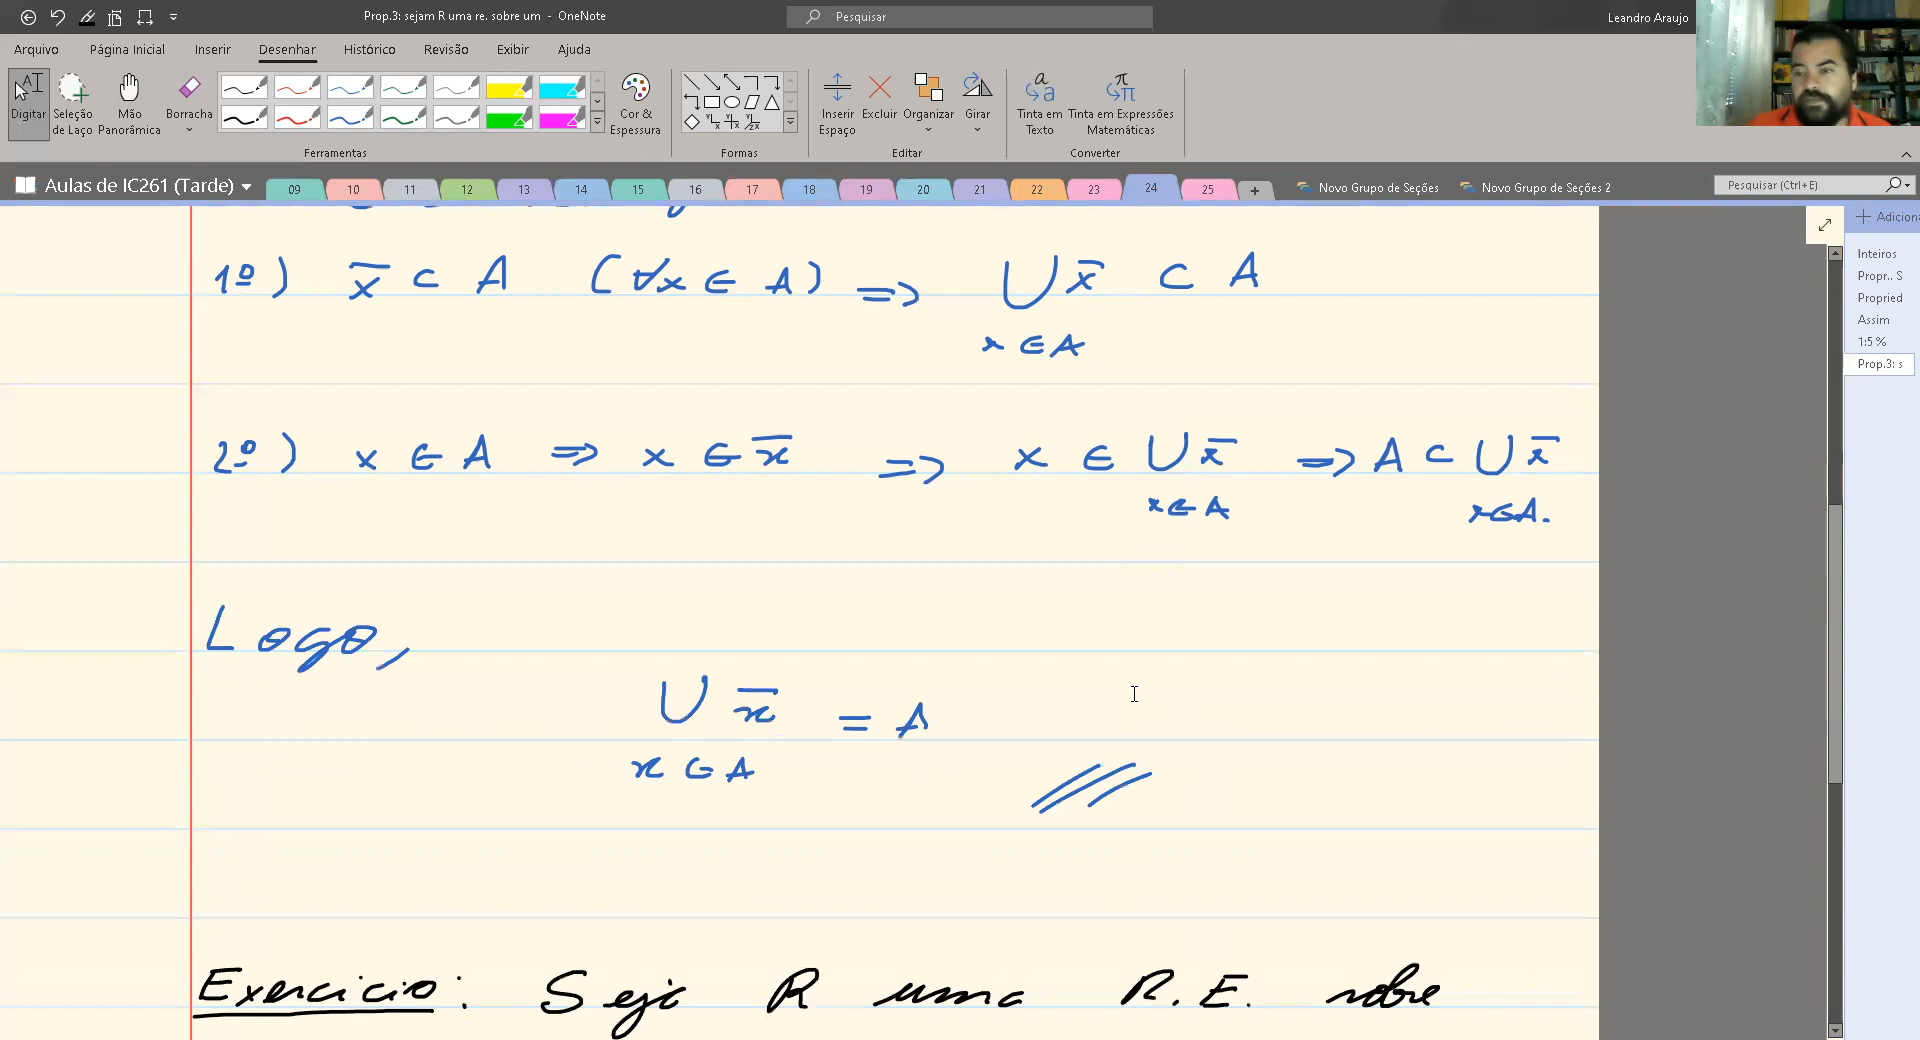 Prop.3: sejam R uma re. sobre um - OneNote
Pesquisar
Leandro Araujo
Arquivo Página Inicial Inserir Desenhar Histórico Revisão Exibir Ajuda
Digitar
Seleção de Laço
Mão Panorâmica
Borracha
Cor & Espessura
Inserir Espaço
Excluir
Organizar
Girar
Tinta em Texto
Tinta em Expressões Matemáticas
Ferramentas Formas Editar Converter
Aulas de IC261 (Tarde) 09 10 11 12 13 14 15 16 17 18 19 20 21 22 23 24 25 + Novo Grupo de Seções Novo Grupo de Seções 2 Pesquisar (Ctrl+E)
Adiciona
Inteiros
Propr.. S
Propried
Assim
1:5 %
Prop.3: s
1º) x̄ ⊂ A (∀x ∈ A) => ∪ x̄ ⊂ A
x ∈ A
2º) x ∈ A => x ∈ x̄ => x ∈ ∪ x̄ => A ⊂ ∪ x̄
x∈A x∈A.
Logo,
∪ x̄ = A
x ∈ A
Exercício: Seja R uma R.E. sobre